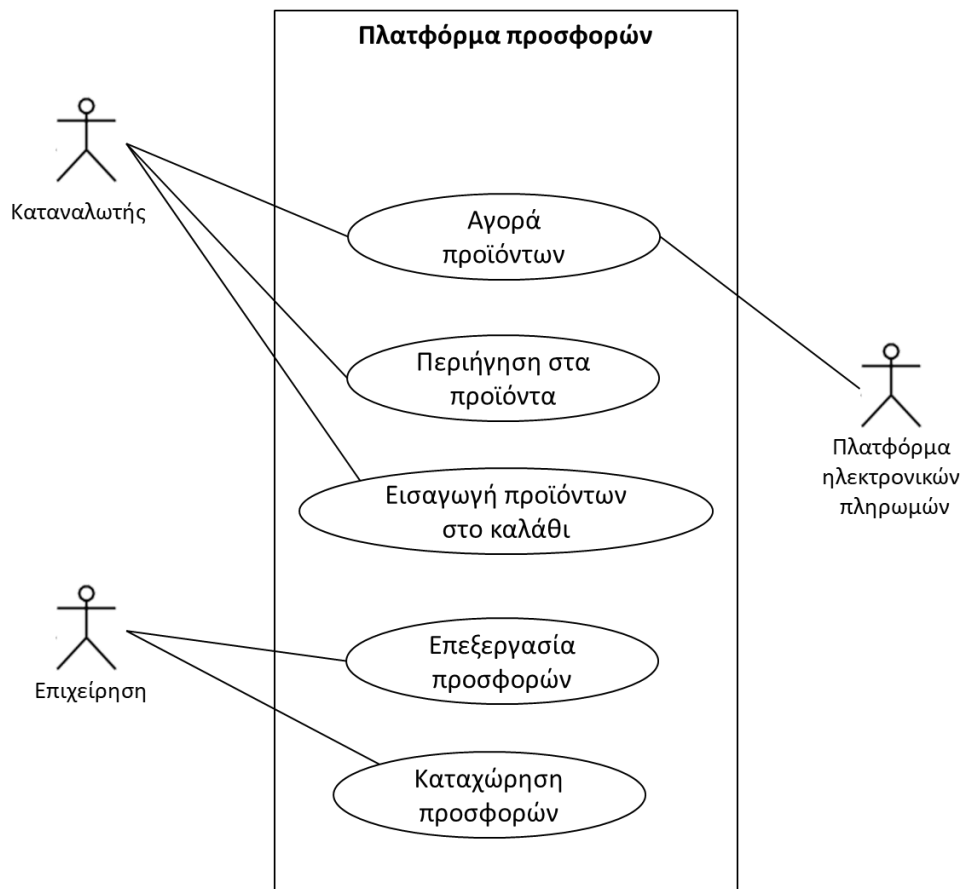 Πλατφόρμα προσφορών
Καταναλωτής
Αγορά
προϊόντων
Περιήγηση στα
προϊόντα
Πλατφόρμα
ηλεκτρονικών
πληρωμών
Εισαγωγή προϊόντων
στο καλάθι
Επιχείρηση
Επεξεργασία
προσφορών
Καταχώρηση
προσφορών